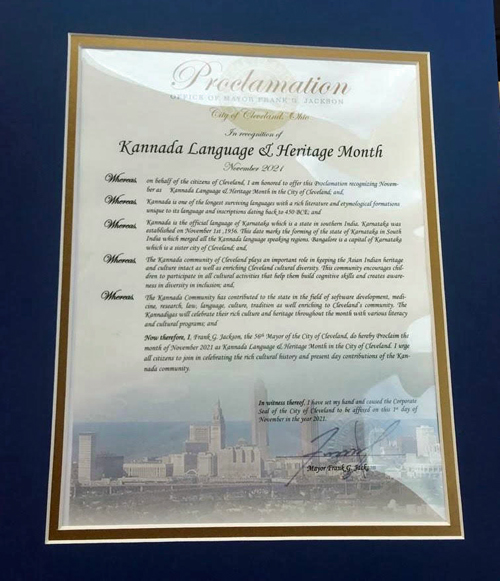 Proclamation
OFFICE OF MAYOR FRANK G. JACKSON
City of Cleveland, Ohio
In recognition of
Kannada Language & Heritage Month
November 2021
Whereas, on behalf of the citizens of Cleveland, I am honored to offer this Proclamation recognizing Novem-
ber as Kannada Language & Heritage Month in the City of Cleveland; and,
Whereas, Kannada is one of the longest surviving languages with a rich literature and etymological formations
unique to its language and inscriptions dating back to 450 BCE; and
Whereas, Kannada is the official language of Karnataka which is a state in southern India. Karnataka was
established on November 1st ,1956. This date marks the forming of the state of Karnataka in South
India which merged all the Kannada language speaking regions. Bangalore is a capital of Karnataka
which is a sister city of Cleveland; and,
Whereas, The Kannada community of Cleveland plays an important role in keeping the Asian Indian heritage
and culture intact as well as enriching Cleveland cultural diversity. This community encourages chil-
dren to participate in all cultural activities that help them build cognitive skills and create aware-
ness in diversity in inclusion; and,
Whereas, The Kannada Community has contributed to the state in the field of software development, medi-
cine, research, law, language, culture, tradition as well enriching to Cleveland's community. The
Kannadigas will celebrate their rich culture and heritage throughout the month with various literary
and cultural programs; and
Now therefore, I, Frank G. Jackson, the 56th Mayor of the City of Cleveland, do hereby Proclaim the
month of November 2021 as Kannada Language & Heritage Month in the City of Cleveland. I urge
all citizens to join in celebrating the rich cultural history and present day contributions of the Kan-
nada community.
In witness thereof, I have set my hand and caused the Corporate
Seal of the City of Cleveland to be affixed on this 1st day of
November in the year 2021.
Mayor Frank G.